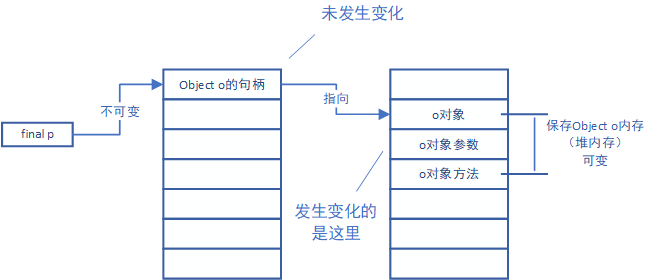 未发生变化
Object o的句柄
不可变
指向
final p
o对象
保存Object o内存
（堆内存）
可变
o对象参数
o对象方法
发生变化的
是这里